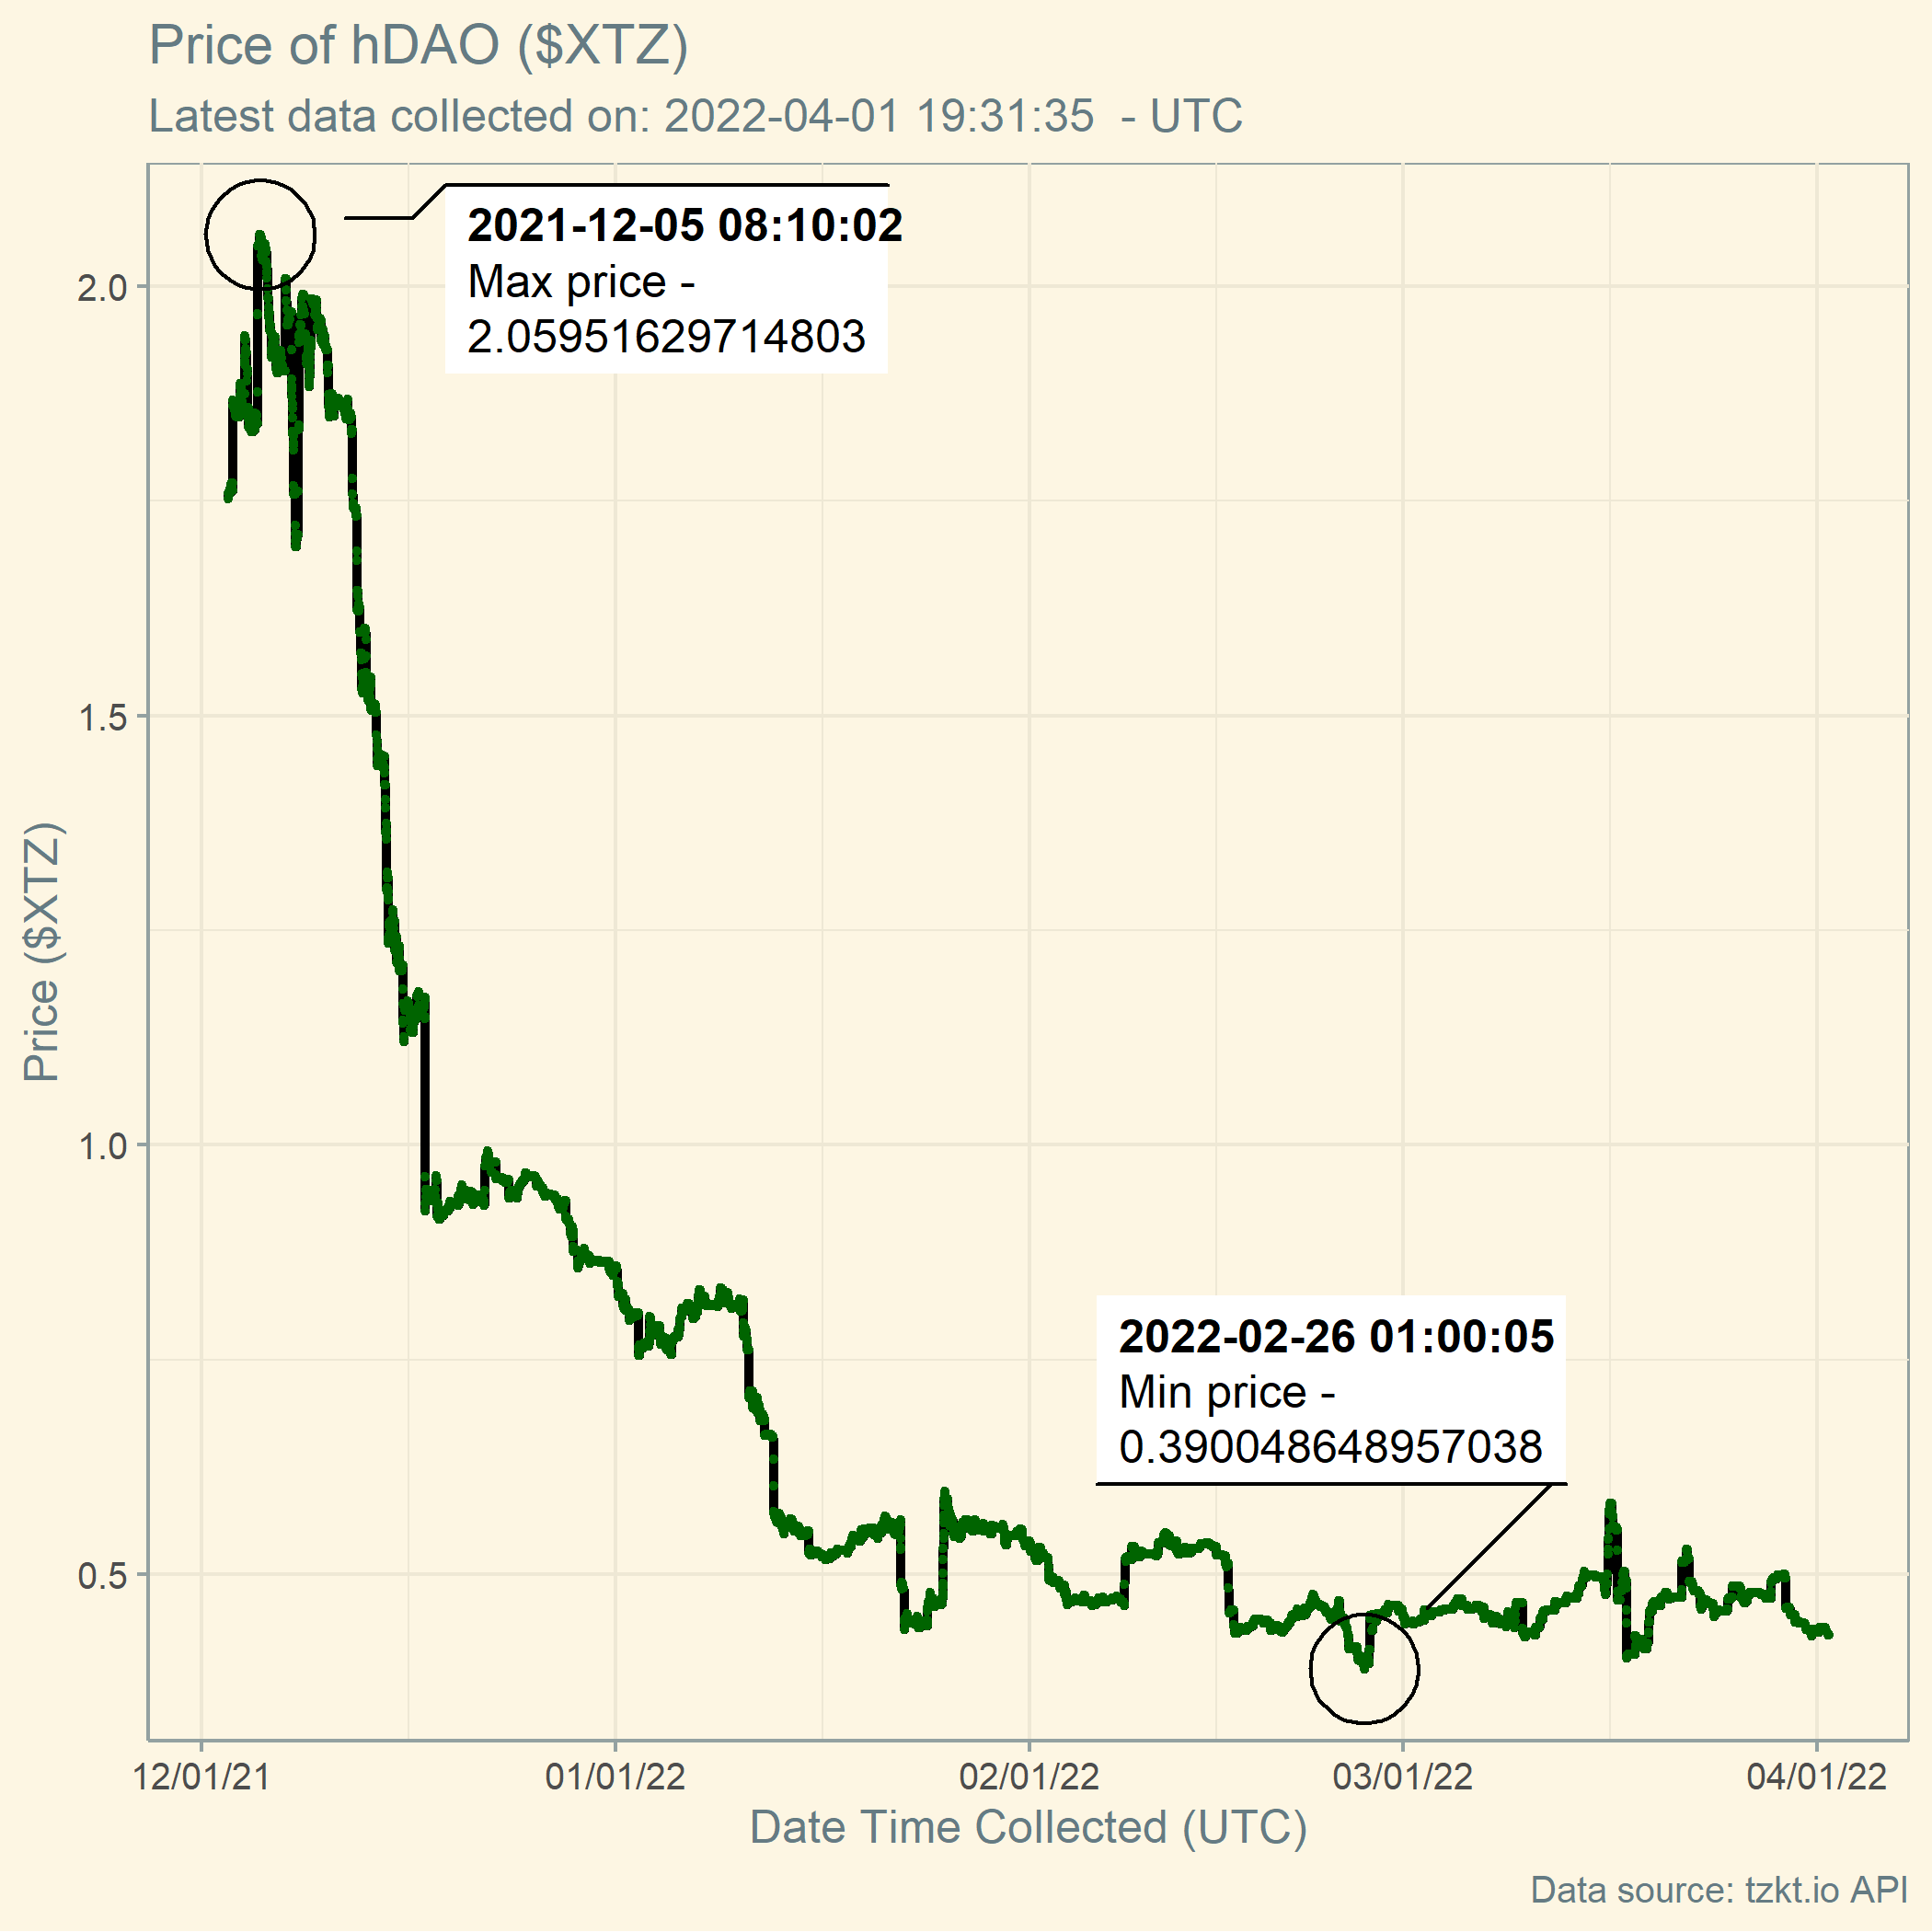 Price of hDAO ($XTZ)
Latest data collected on: 2022-04-01 19:31:35  - UTC
2021-12-05 08:10:02
Max price -
2.05951629714803
2.0
1.5
1.0
0.5
Price ($XTZ)
2022-02-26 01:00:05
Min price -
0.390048648957038
12/01/21
01/01/22
02/01/22
03/01/22
04/01/22
Date Time Collected (UTC)
Data source: tzkt.io API